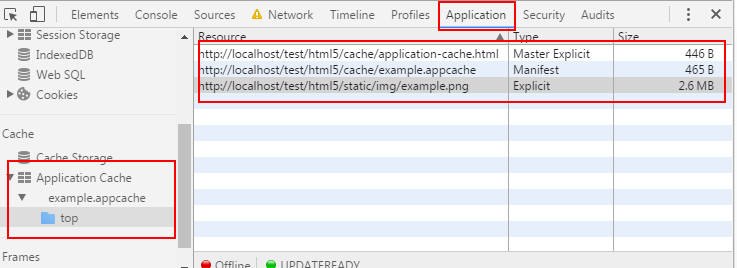 Elements Console Sources Network Timeline Profiles Application Security Audits
Session Storage
IndexedDB
Web SQL
Cookies
Cache
Cache Storage
Application Cache
example.appcache
top
Frames
Resource Type Size
http://localhost/test/html5/cache/application-cache.html Master Explicit 446 B
http://localhost/test/html5/cache/example.appcache Manifest 465 B
http://localhost/test/html5/static/img/example.png Explicit 2.6 MB
Offline UPDATEREADY